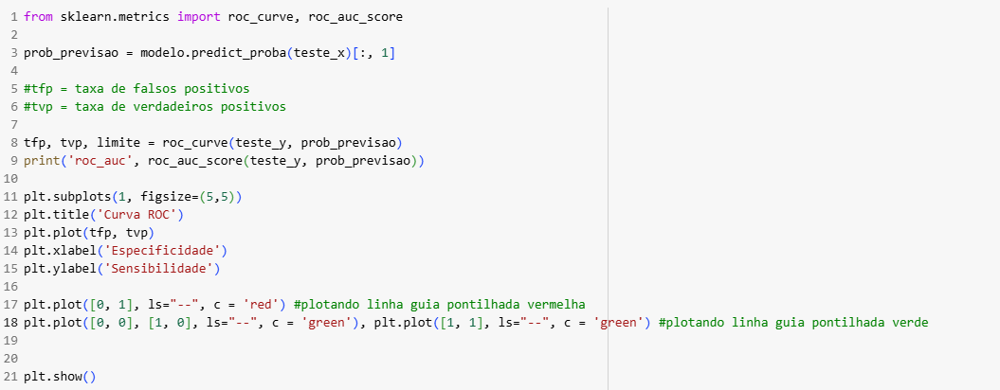 1 from sklearn.metrics import roc_curve, roc_auc_score
2
3 prob_previsao = modelo.predict_proba(teste_x)[:, 1]
4
5 #tfp = taxa de falsos positivos
6 #tvp = taxa de verdadeiros positivos
7
8 tfp, tvp, limite = roc_curve(teste_y, prob_previsao)
9 print('roc_auc', roc_auc_score(teste_y, prob_previsao))
10
11 plt.subplots(1, figsize=(5,5))
12 plt.title('Curva ROC')
13 plt.plot(tfp, tvp)
14 plt.xlabel('Especificidade')
15 plt.ylabel('Sensibilidade')
16
17 plt.plot([0, 1], ls="--", c = 'red') #plotando linha guia pontilhada vermelha
18 plt.plot([0, 0], [1, 0], ls="--", c = 'green'), plt.plot([1, 1], ls="--", c = 'green') #plotando linha guia pontilhada verde
19
20
21 plt.show()